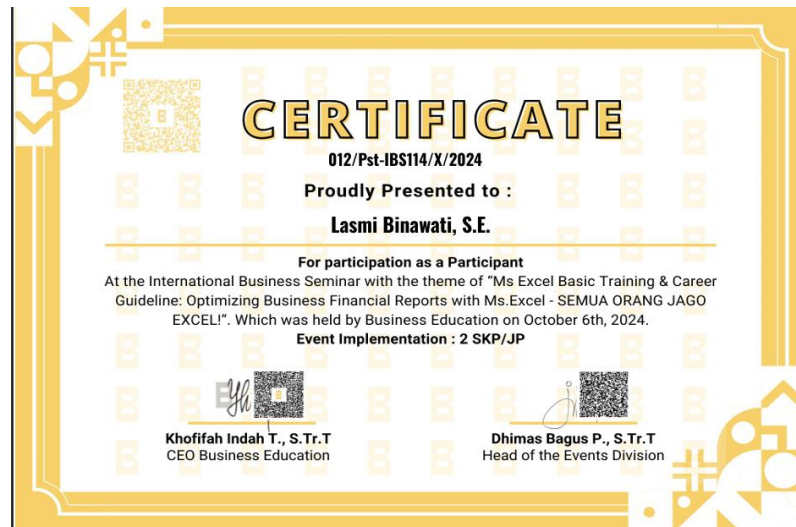 CERTIFICATE
012/Pst-IBS114/X/2024
Proudly Presented to :
Lasmi Binawati, S.E.
For participation as a Participant
At the International Business Seminar with the theme of “Ms Excel Basic Training & Career
Guideline: Optimizing Business Financial Reports with Ms.Excel - SEMUA ORANG JAGO
EXCEL!”. Which was held by Business Education on October 6th, 2024.
Event Implementation : 2 SKP/JP
Khofifah Indah T., S.Tr.T
CEO Business Education
Dhimas Bagus P., S.Tr.T
Head of the Events Division